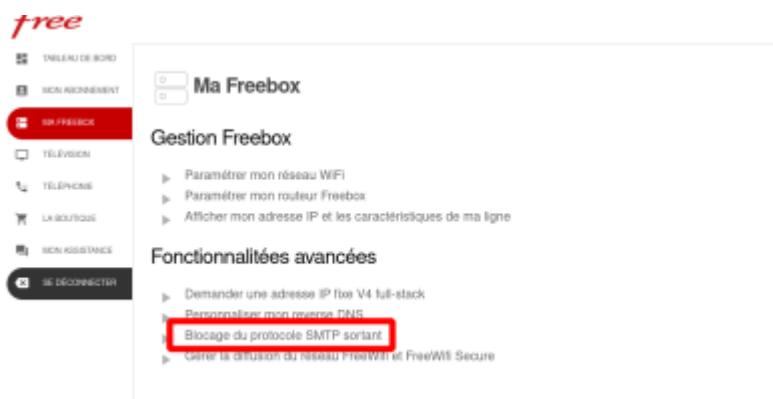 free
TABLEAU DE BORD
MON ABONNEMENT
MA FREEBOX
TÉLÉVISION
TÉLÉPHONE
LA BOUTIQUE
MON ASSISTANCE
SE DÉCONNECTER
Ma Freebox
Gestion Freebox
Paramétrer mon réseau WiFi
Paramétrer mon routeur Freebox
Afficher mon adresse IP et les caractéristiques de ma ligne
Fonctionnalitées avancées
Demander une adresse IP fixe V4 full-stack
Personnaliser mon reverse DNS
Blocage du protocole SMTP sortant
Gérer la diffusion du réseau FreeWifi et FreeWifi Secure